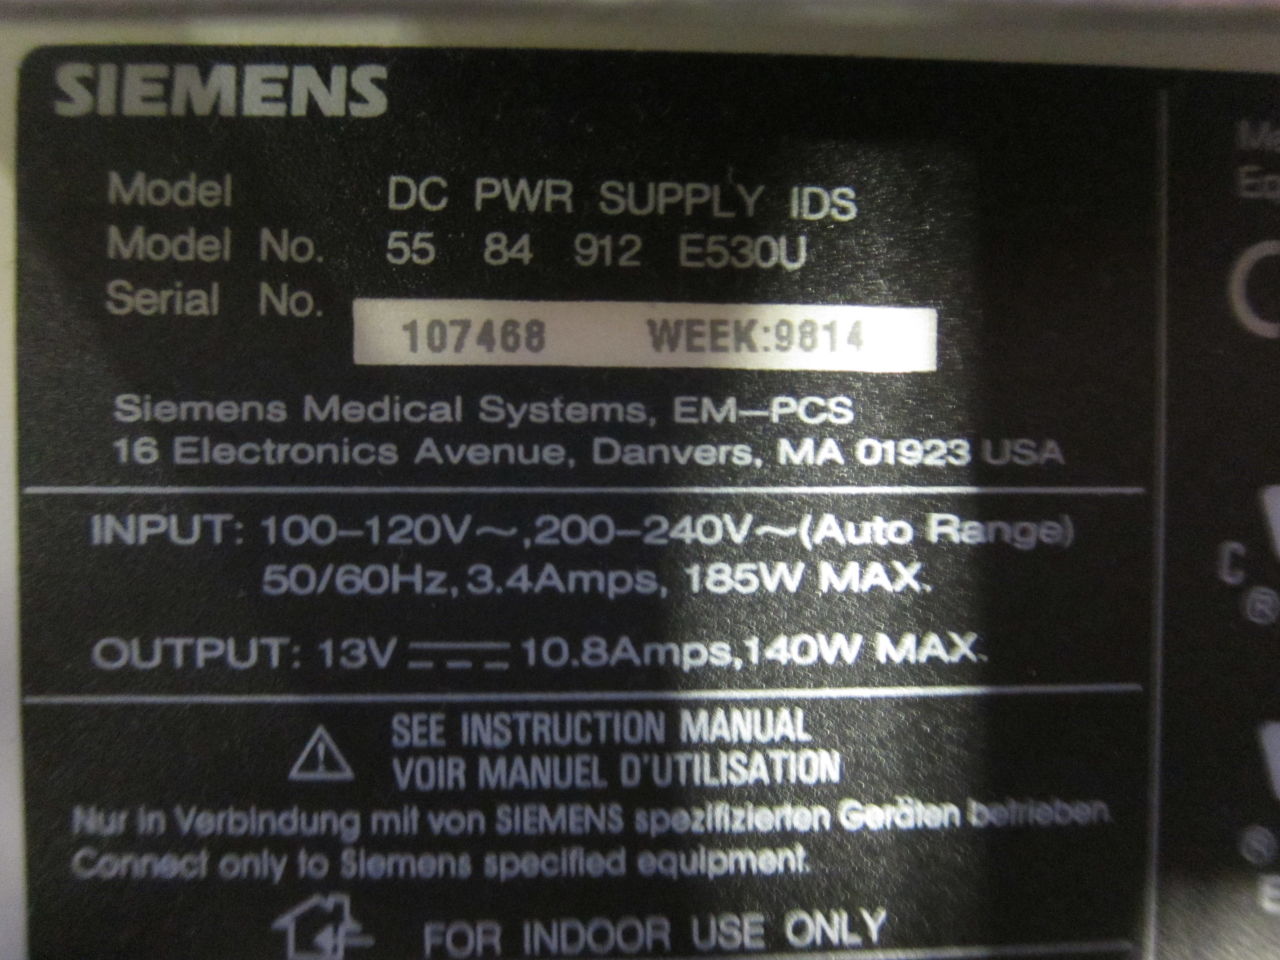 SIEMENS
Model DC PWR SUPPLY IDS
Model No. 55 84 912 E530U
Serial No.
107468 WEEK:9814
Siemens Medical Systems, EM-PCS
16 Electronics Avenue, Danvers, MA 01923 USA
INPUT: 100-120V~,200-240V~(Auto Range)
50/60Hz, 3.4Amps, 185W MAX.
OUTPUT: 13V ⎓ 10.8Amps,140W MAX.
SEE INSTRUCTION MANUAL
VOIR MANUEL D'UTILISATION
Nur in Verbindung mit von SIEMENS spezifizierten Geräten betrieben.
Connect only to Siemens specified equipment.
FOR INDOOR USE ONLY